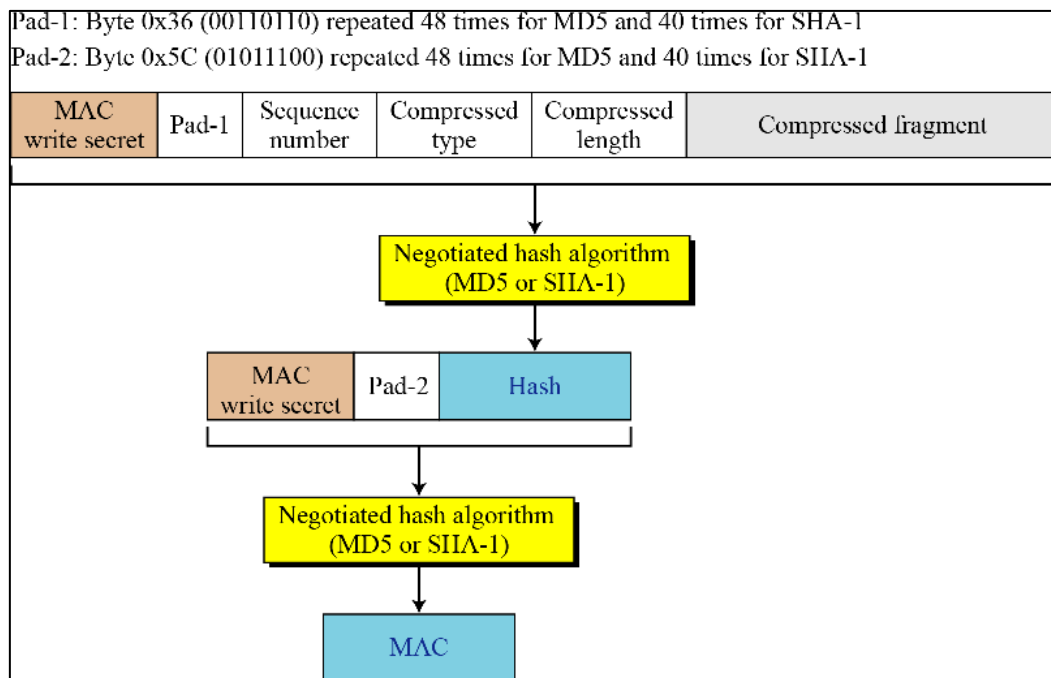 Pad-1: Byte 0x36 (00110110) repeated 48 times for MD5 and 40 times for SHA-1
Pad-2: Byte 0x5C (01011100) repeated 48 times for MD5 and 40 times for SHA-1
MAC
write secret
Pad-1
Sequence
number
Compressed
type
Compressed
length
Compressed fragment
Negotiated hash algorithm
(MD5 or SHA-1)
MAC
write secret
Pad-2
Hash
Negotiated hash algorithm
(MD5 or SHA-1)
MAC